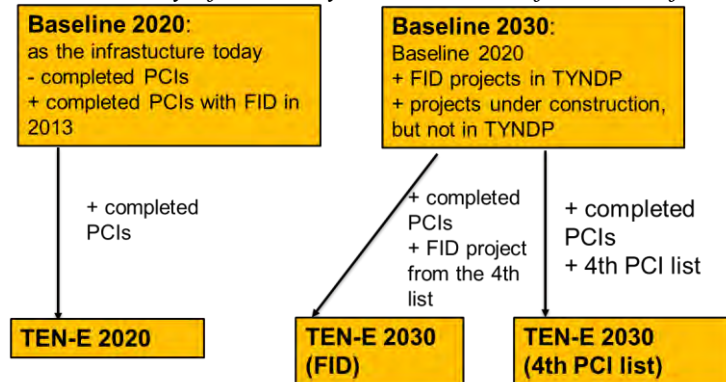 Baseline 2020:
as the infrastucture today
- completed PCIs
+ completed PCIs with FID in
2013
Baseline 2030:
Baseline 2020
+ FID projects in TYNDP
+ projects under construction,
but not in TYNDP
+ completed
PCIs
+ completed
PCIs
+ FID project
from the 4th
list
+ completed
PCIs
+ 4th PCI list
TEN-E 2020
TEN-E 2030
(FID)
TEN-E 2030
(4th PCI list)